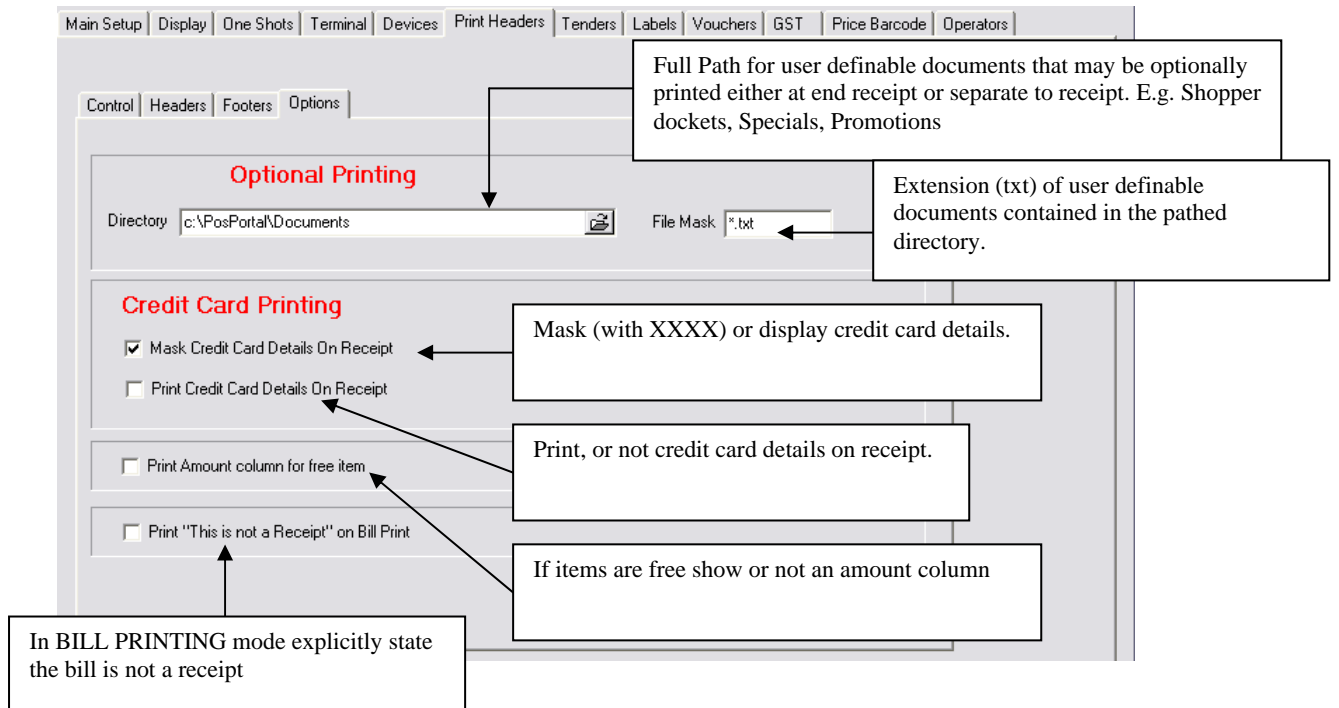 Main Setup Display One Shots Terminal Devices Print Headers Tenders Labels Vouchers GST Price Barcode Operators
Full Path for user definable documents that may be optionally
printed either at end receipt or separate to receipt. E.g. Shopper
dockets, Specials, Promotions
Control Headers Footers Options
Optional Printing
Extension (txt) of user definable
documents contained in the pathed
directory.
Directory c:\PosPortal\Documents File Mask *.txt
Credit Card Printing
Mask (with XXXX) or display credit card details.
Mask Credit Card Details On Receipt
Print Credit Card Details On Receipt
Print, or not credit card details on receipt.
Print Amount column for free item
Print "This is not a Receipt" on Bill Print
If items are free show or not an amount column
In BILL PRINTING mode explicitly state
the bill is not a receipt